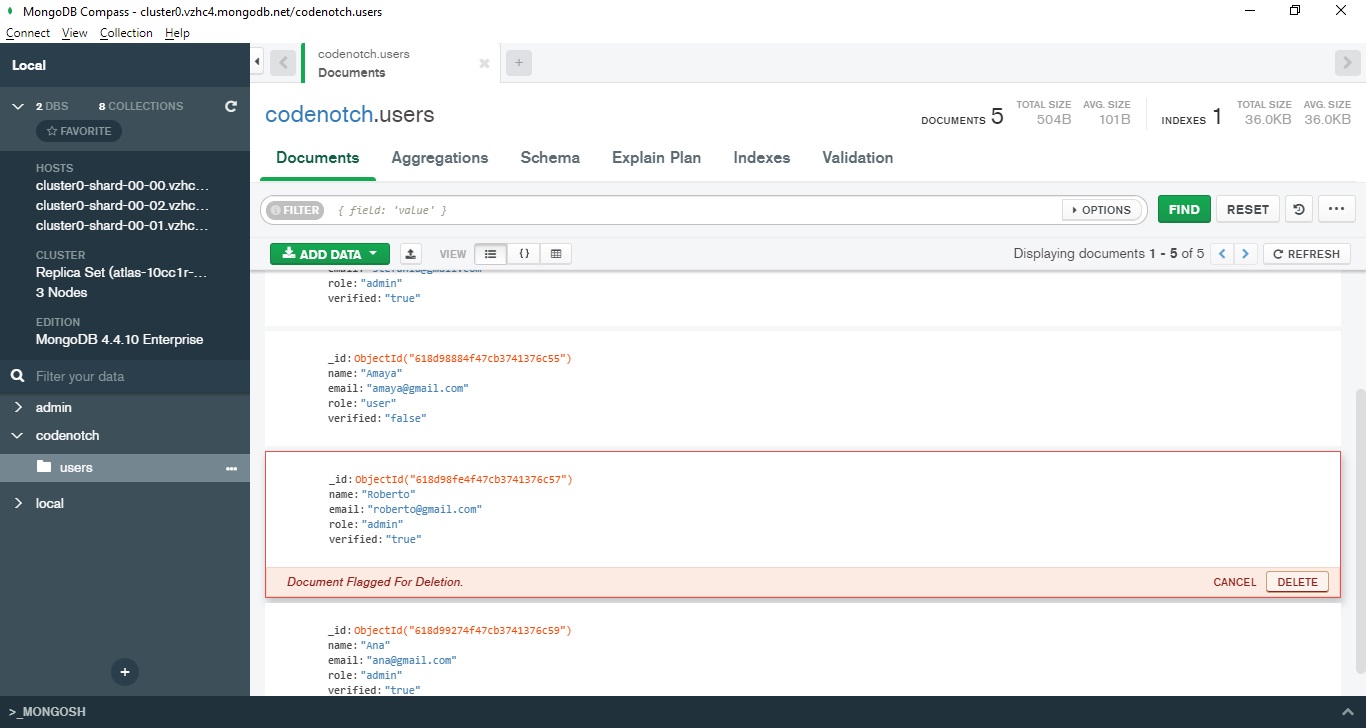 MongoDB Compass - cluster0.vzhc4.mongodb.net/codenotch.users
Connect View Collection Help
Local
2 DBS 8 COLLECTIONS
FAVORITE
HOSTS
cluster0-shard-00-00.vzhc...
cluster0-shard-00-02.vzhc...
cluster0-shard-00-01.vzhc...
CLUSTER
Replica Set (atlas-10cc1r-...
3 Nodes
EDITION
MongoDB 4.4.10 Enterprise
Filter your data
admin
codenotch
users
local
>_MONGOSH
codenotch.users
Documents
codenotch.users
DOCUMENTS 5
TOTAL SIZE 504B
AVG. SIZE 101B
INDEXES 1
TOTAL SIZE 36.0KB
AVG. SIZE 36.0KB
Documents Aggregations Schema Explain Plan Indexes Validation
FILTER { field: 'value' } OPTIONS FIND RESET
ADD DATA VIEW {} Displaying documents 1 - 5 of 5 REFRESH
role: "admin"
verified: "true"
_id: ObjectId("618d98884f47cb3741376c55")
name: "Amaya"
email: "amaya@gmail.com"
role: "user"
verified: "false"
_id: ObjectId("618d98fe4f47cb3741376c57")
name: "Roberto"
email: "roberto@gmail.com"
role: "admin"
verified: "true"
Document Flagged For Deletion. CANCEL DELETE
_id: ObjectId("618d99274f47cb3741376c59")
name: "Ana"
email: "ana@gmail.com"
role: "admin"
verified: "true"